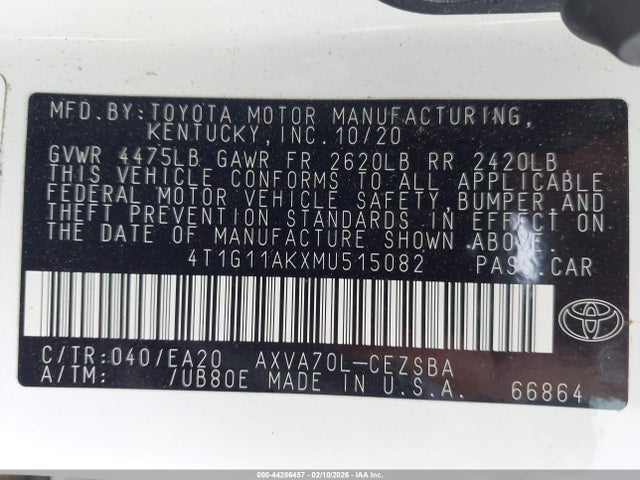 MFD.BY:TOYOTA MOTOR MANUFACTURING,
KENTUCKY, INC.10/20
GVWR 4475LB GAWR FR 2620LB RR 2420LB
THIS VEHICLE CONFORMS TO ALL APPLICABLE
FEDERAL MOTOR VEHICLE SAFETY, BUMPER, AND
THEFT PREVENTION STANDARDS IN EFFECT ON
THE DATE OF MANUFACTURE SHOWN ABOVE.
4T1G11AKXMU515082 PASS.CAR
C/TR:040/EA20 AXVA70L-CEZSBA
A/TM: /UB80E MADE IN U.S.A. 66864
000-44286457 - 02/10/2026 - IAA Inc.